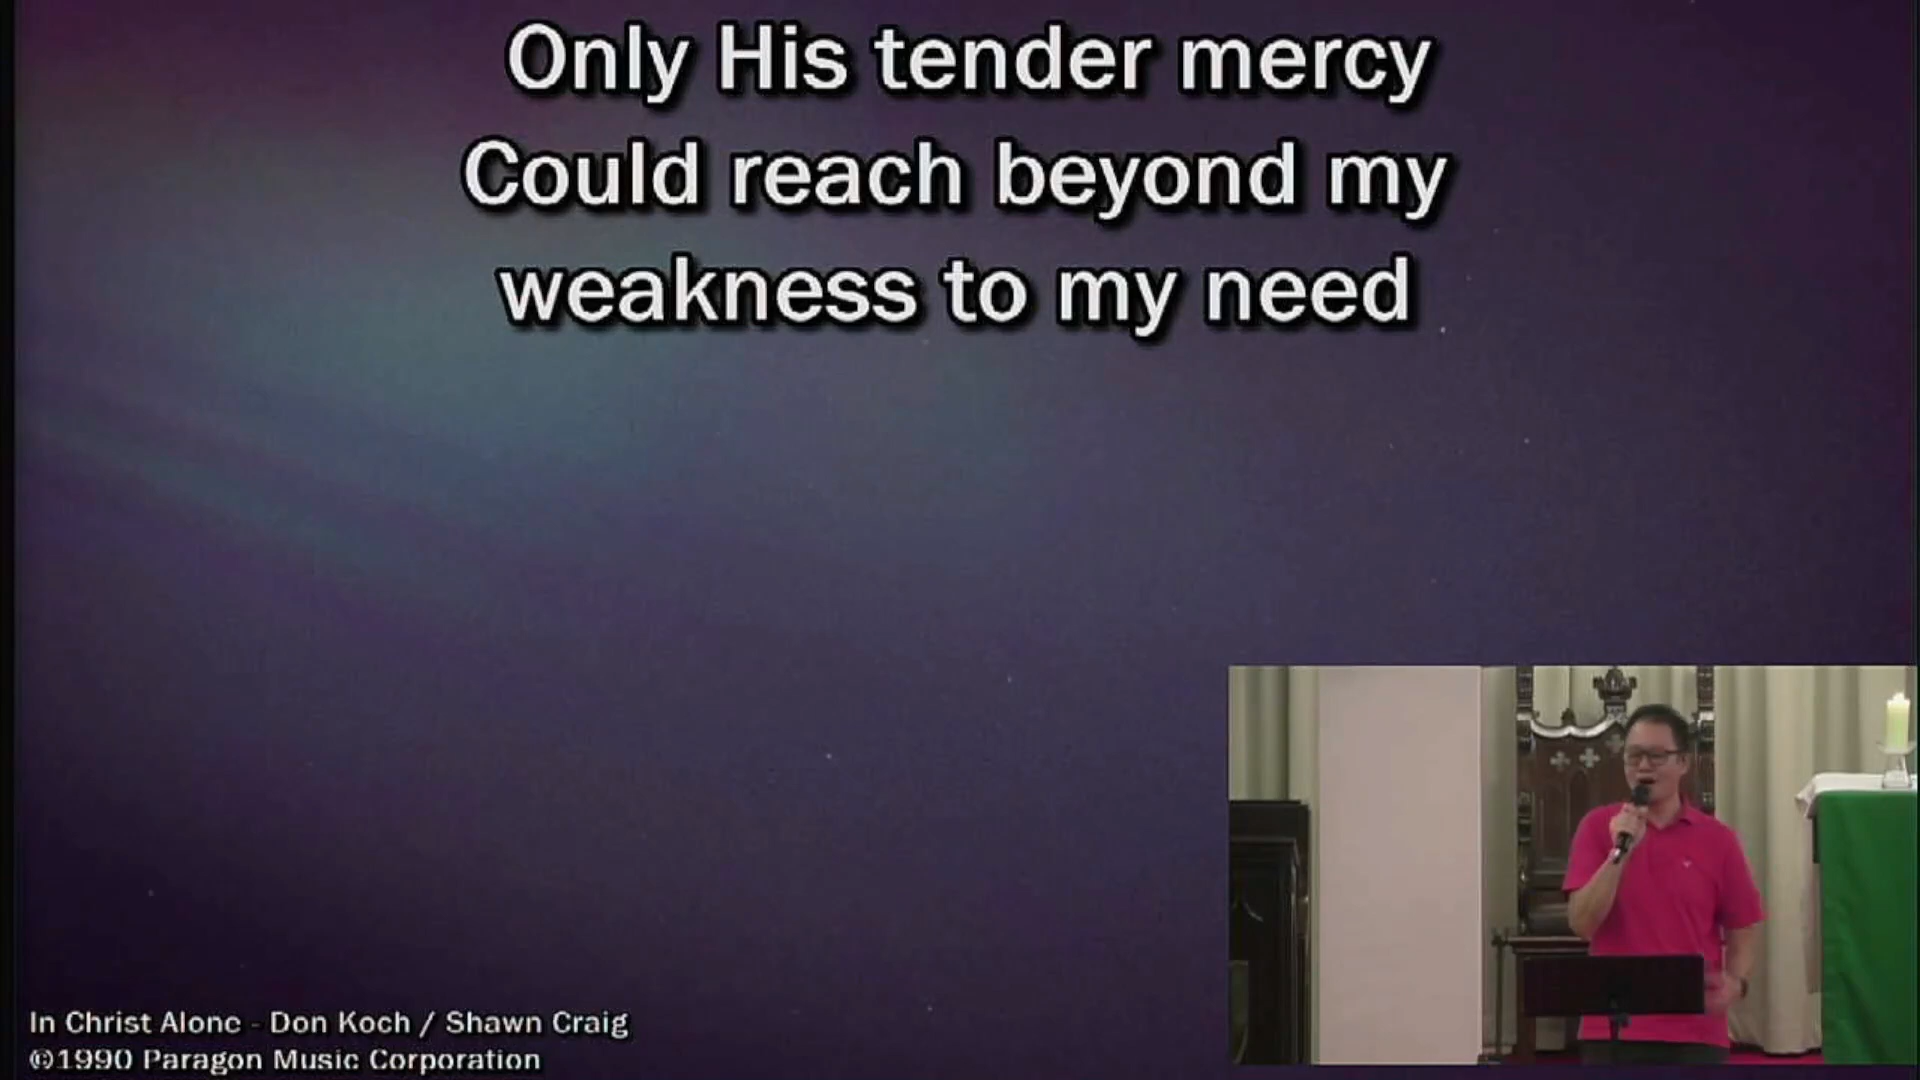 Only His tender mercy
Could reach beyond my
weakness to my need
In Christ Alone - Don Koch / Shawn Craig
©1990 Paragon Music Corporation